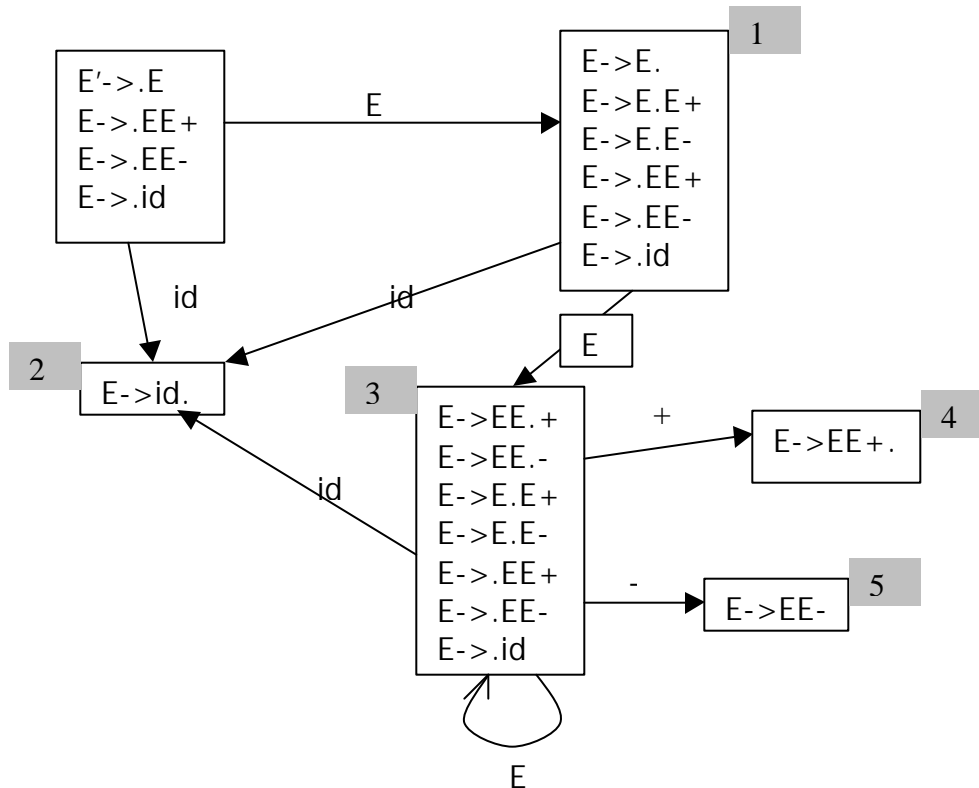 1
E'->.E
E->.EE+
E->.EE-
E->.id
E
E->E.
E->E.E+
E->E.E-
E->.EE+
E->.EE-
E->.id
id
id
E
2
E->id.
3
E->EE.+
E->EE.-
E->E.E+
E->E.E-
E->.EE+
E->.EE-
E->.id
id
+
4
E->EE+.
-
5
E->EE-
E